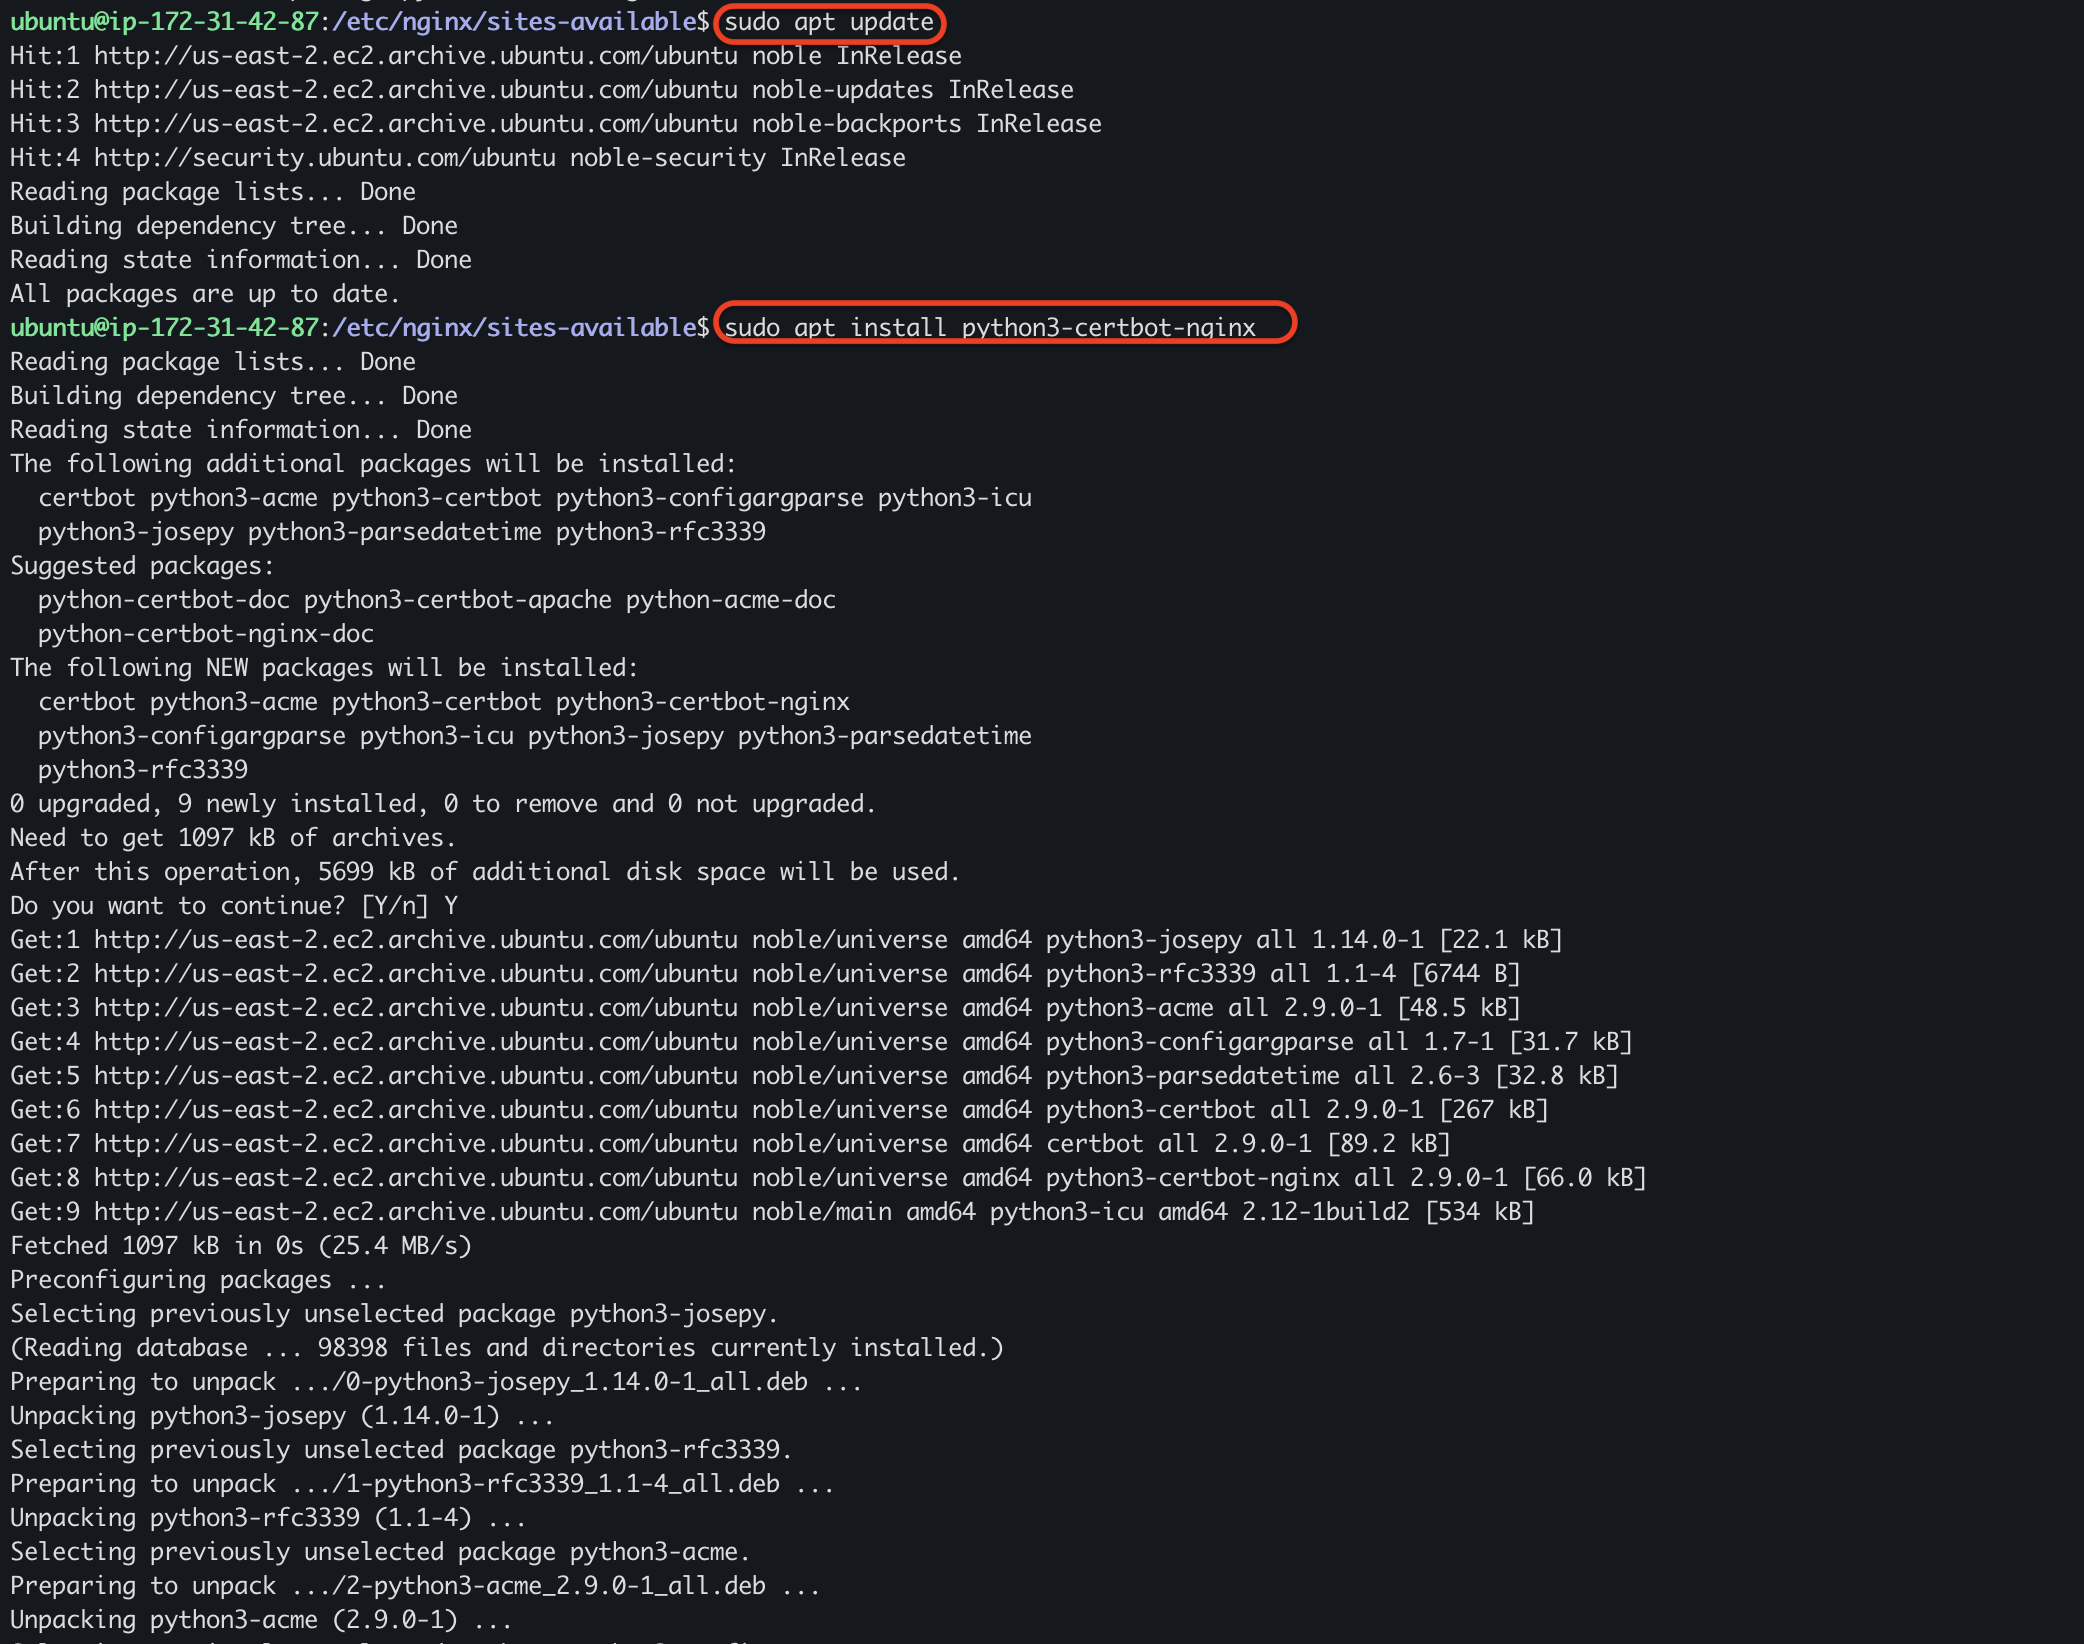 ubuntu@ip-172-31-42-87:/etc/nginx/sites-available$ sudo apt update
Hit:1 http://us-east-2.ec2.archive.ubuntu.com/ubuntu noble InRelease
Hit:2 http://us-east-2.ec2.archive.ubuntu.com/ubuntu noble-updates InRelease
Hit:3 http://us-east-2.ec2.archive.ubuntu.com/ubuntu noble-backports InRelease
Hit:4 http://security.ubuntu.com/ubuntu noble-security InRelease
Reading package lists... Done
Building dependency tree... Done
Reading state information... Done
All packages are up to date.
ubuntu@ip-172-31-42-87:/etc/nginx/sites-available$ sudo apt install python3-certbot-nginx
Reading package lists... Done
Building dependency tree... Done
Reading state information... Done
The following additional packages will be installed:
  certbot python3-acme python3-certbot python3-configargparse python3-icu
  python3-josepy python3-parsedatetime python3-rfc3339
Suggested packages:
  python-certbot-doc python3-certbot-apache python-acme-doc
  python-certbot-nginx-doc
The following NEW packages will be installed:
  certbot python3-acme python3-certbot python3-certbot-nginx
  python3-configargparse python3-icu python3-josepy python3-parsedatetime
  python3-rfc3339
0 upgraded, 9 newly installed, 0 to remove and 0 not upgraded.
Need to get 1097 kB of archives.
After this operation, 5699 kB of additional disk space will be used.
Do you want to continue? [Y/n] Y
Get:1 http://us-east-2.ec2.archive.ubuntu.com/ubuntu noble/universe amd64 python3-josepy all 1.14.0-1 [22.1 kB]
Get:2 http://us-east-2.ec2.archive.ubuntu.com/ubuntu noble/universe amd64 python3-rfc3339 all 1.1-4 [6744 B]
Get:3 http://us-east-2.ec2.archive.ubuntu.com/ubuntu noble/universe amd64 python3-acme all 2.9.0-1 [48.5 kB]
Get:4 http://us-east-2.ec2.archive.ubuntu.com/ubuntu noble/universe amd64 python3-configargparse all 1.7-1 [31.7 kB]
Get:5 http://us-east-2.ec2.archive.ubuntu.com/ubuntu noble/universe amd64 python3-parsedatetime all 2.6-3 [32.8 kB]
Get:6 http://us-east-2.ec2.archive.ubuntu.com/ubuntu noble/universe amd64 python3-certbot all 2.9.0-1 [267 kB]
Get:7 http://us-east-2.ec2.archive.ubuntu.com/ubuntu noble/universe amd64 certbot all 2.9.0-1 [89.2 kB]
Get:8 http://us-east-2.ec2.archive.ubuntu.com/ubuntu noble/universe amd64 python3-certbot-nginx all 2.9.0-1 [66.0 kB]
Get:9 http://us-east-2.ec2.archive.ubuntu.com/ubuntu noble/main amd64 python3-icu amd64 2.12-1build2 [534 kB]
Fetched 1097 kB in 0s (25.4 MB/s)
Preconfiguring packages ...
Selecting previously unselected package python3-josepy.
(Reading database ... 98398 files and directories currently installed.)
Preparing to unpack .../0-python3-josepy_1.14.0-1_all.deb ...
Unpacking python3-josepy (1.14.0-1) ...
Selecting previously unselected package python3-rfc3339.
Preparing to unpack .../1-python3-rfc3339_1.1-4_all.deb ...
Unpacking python3-rfc3339 (1.1-4) ...
Selecting previously unselected package python3-acme.
Preparing to unpack .../2-python3-acme_2.9.0-1_all.deb ...
Unpacking python3-acme (2.9.0-1) ...